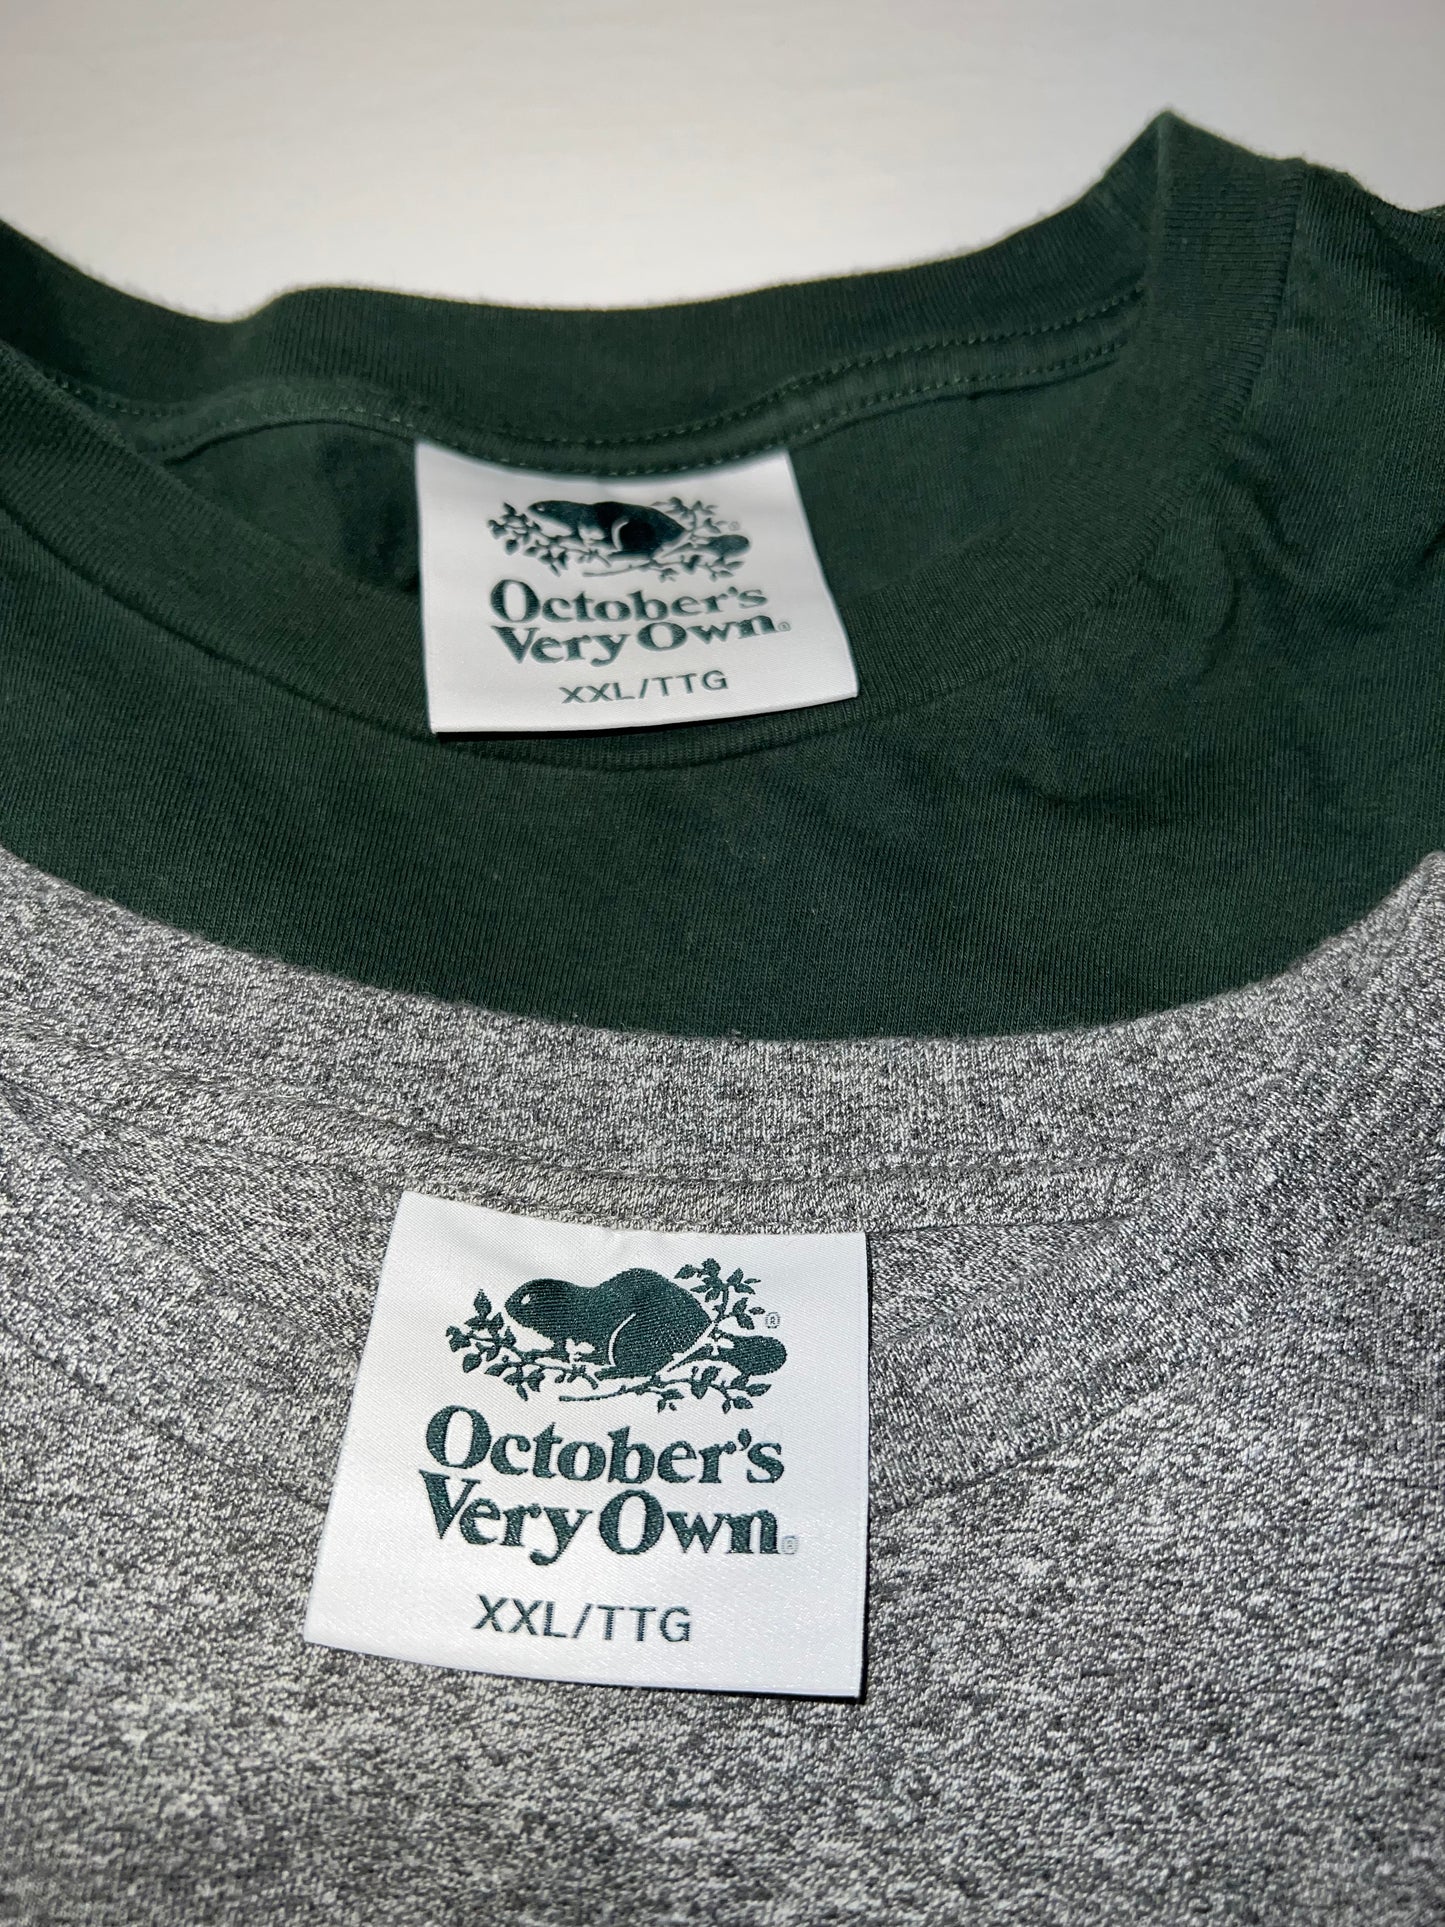 ®
October's
Very Own®
XXL/TTG
®
October's
Very Own®
XXL/TTG